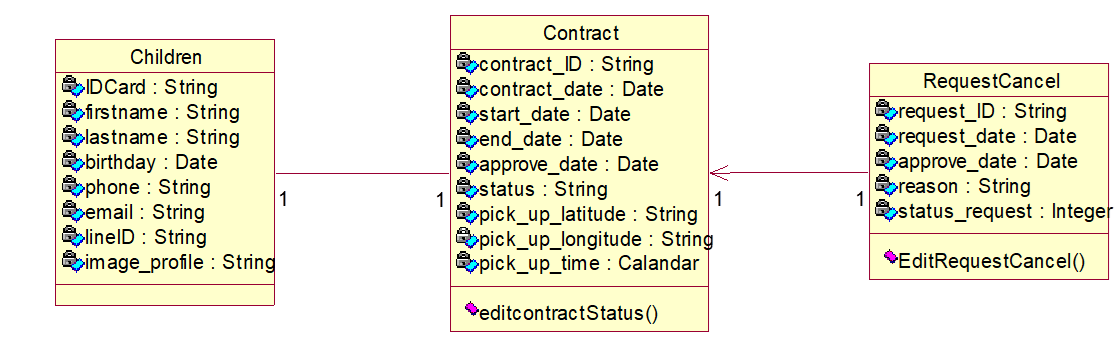 Children
IDCard : String
firstname : String
lastname : String
birthday : Date
phone : String
email : String
lineID : String
image_profile : String
1
1
Contract
contract_ID : String
contract_date : Date
start_date : Date
end_date : Date
approve_date : Date
status : String
pick_up_latitude : String
pick_up_longitude : String
pick_up_time : Calandar
editcontractStatus()
1
1
RequestCancel
request_ID : String
request_date : Date
approve_date : Date
reason : String
status_request : Integer
EditRequestCancel()